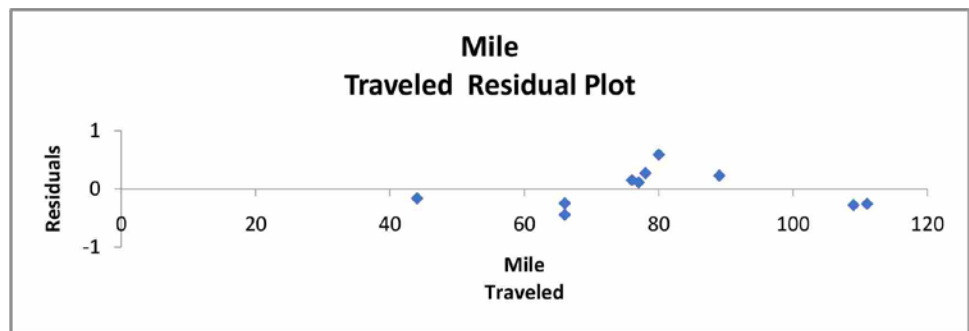 Mile
Traveled Residual Plot
Residuals
1
0
-1
0 20 40 60 80 100 120
Mile
Traveled